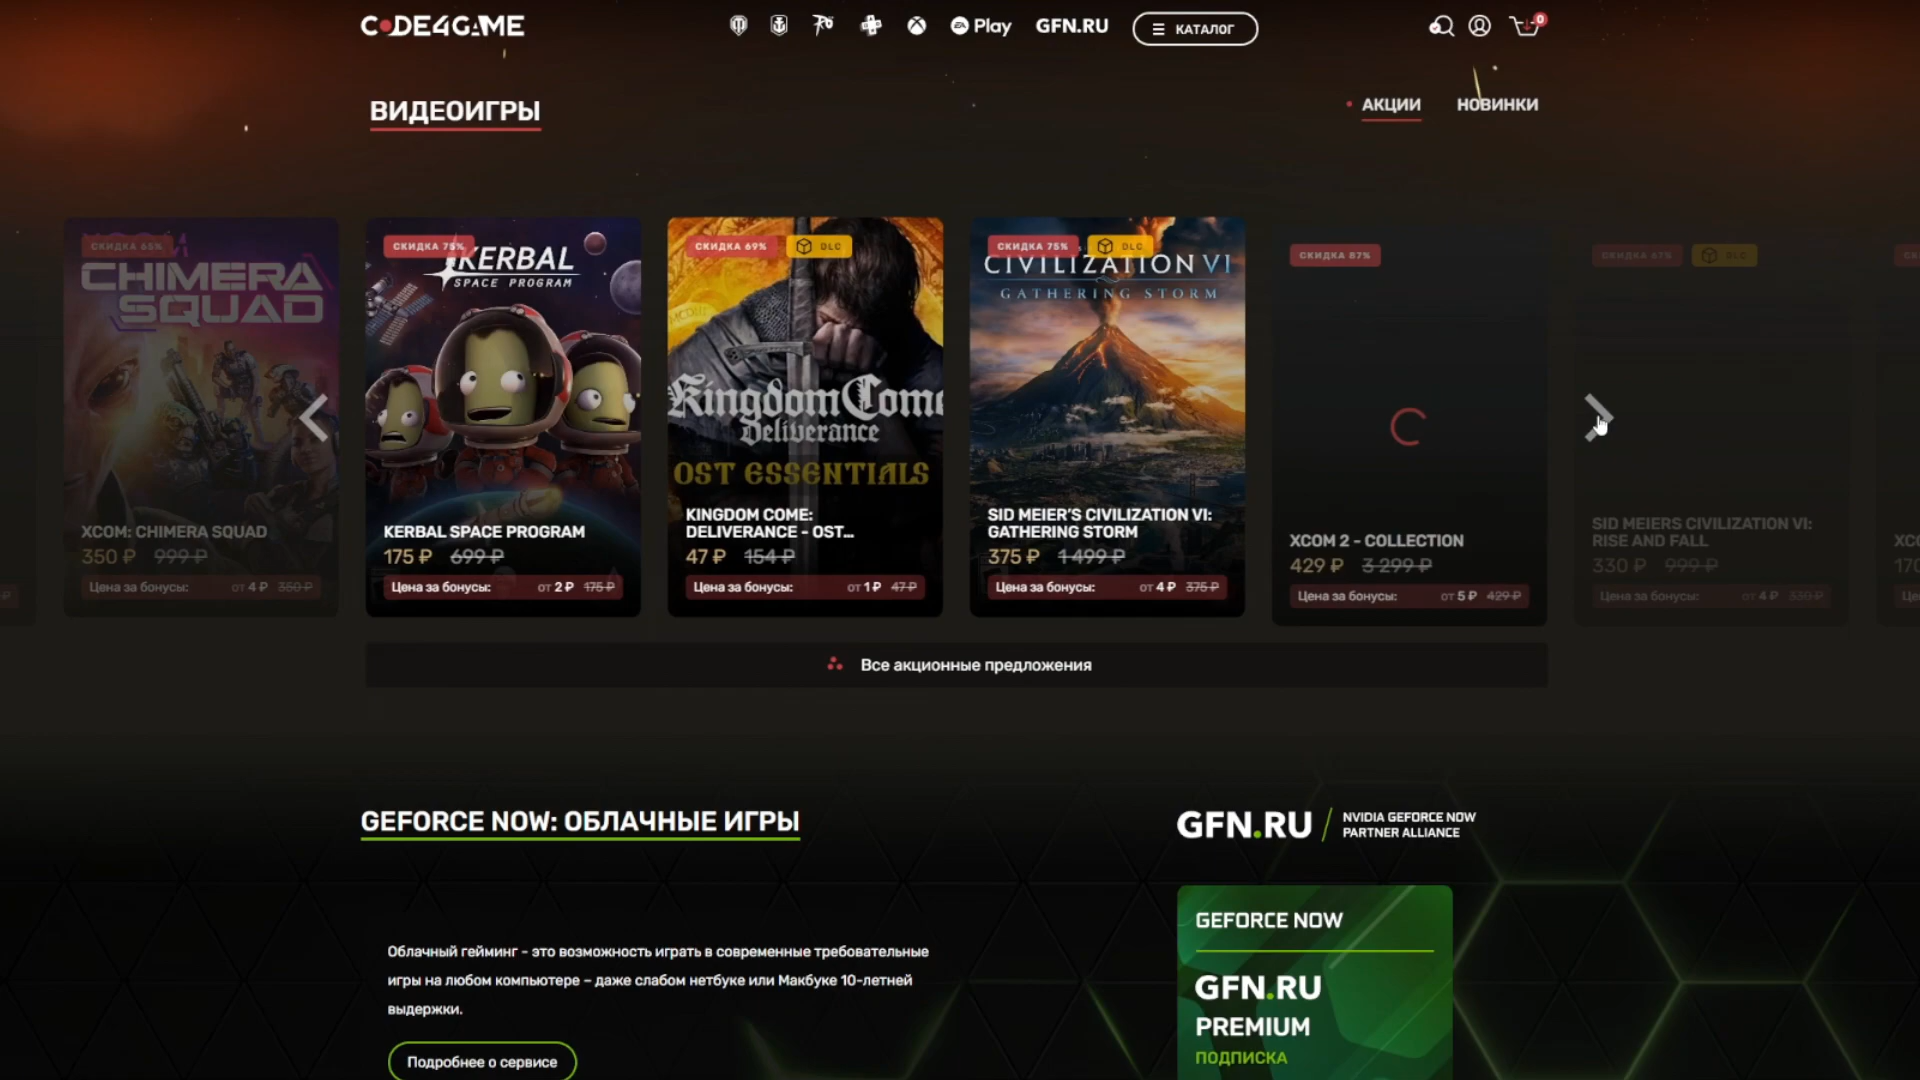 CODE4GAME
EA Play
GFN.RU
КАТАЛОГ
0
ВИДЕОИГРЫ
АКЦИИ
НОВИНКИ
СКИДКА 65%
CHIMERA
SQUAD
XCOM: CHIMERA SQUAD
350 ₽ 999 ₽
Цена за бонусы: от 4 ₽ 350 ₽
СКИДКА 75%
KERBAL
SPACE PROGRAM
KERBAL SPACE PROGRAM
175 ₽ 699 ₽
Цена за бонусы: от 2 ₽ 175 ₽
СКИДКА 69%
DLC
Kingdom Come
Deliverance
OST ESSENTIALS
KINGDOM COME:
DELIVERANCE - OST...
47 ₽ 154 ₽
Цена за бонусы: от 1 ₽ 47 ₽
СКИДКА 75%
DLC
CIVILIZATION VI
GATHERING STORM
SID MEIER'S CIVILIZATION VI:
GATHERING STORM
375 ₽ 1 499 ₽
Цена за бонусы: от 4 ₽ 375 ₽
СКИДКА 87%
XCOM 2 - COLLECTION
429 ₽ 3 299 ₽
Цена за бонусы: от 5 ₽ 429 ₽
СКИДКА 67%
DLC
SID MEIERS CIVILIZATION VI:
RISE AND FALL
330 ₽ 999 ₽
Цена за бонусы: от 4 ₽ 330 ₽
Все акционные предложения
GEFORCE NOW: ОБЛАЧНЫЕ ИГРЫ
GFN.RU
NVIDIA GEFORCE NOW
PARTNER ALLIANCE
Облачный гейминг - это возможность играть в современные требовательные
игры на любом компьютере – даже слабом нетбуке или Макбуке 10-летней
выдержки.
Подробнее о сервисе
GEFORCE NOW
GFN.RU
PREMIUM
ПОДПИСКА